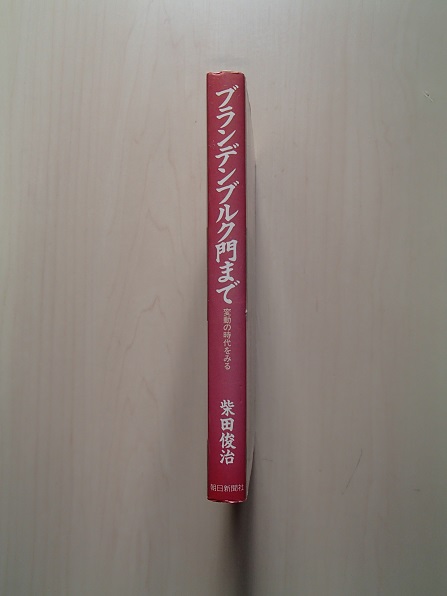 ブランデンブルク門まで
変動の時代をみる
柴田俊治
朝日新聞社